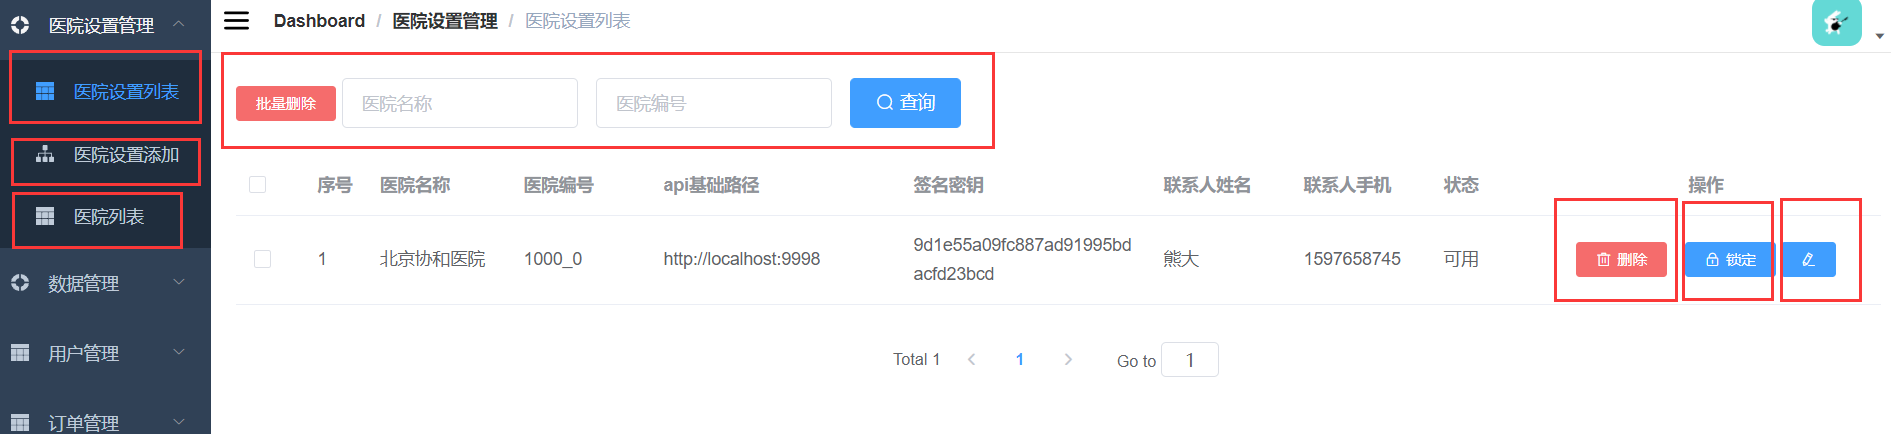 医院设置管理
医院设置列表
医院设置添加
医院列表
数据管理
用户管理
订单管理
Dashboard / 医院设置管理 / 医院设置列表
批量删除 医院名称 医院编号 查询
序号 医院名称 医院编号 api基础路径 签名密钥 联系人姓名 联系人手机 状态 操作
1 北京协和医院 1000_0 http://localhost:9998 9d1e55a09fc887ad91995bd
acfd23bcd 熊大 1597658745 可用 删除 锁定
Total 1 1 Go to 1